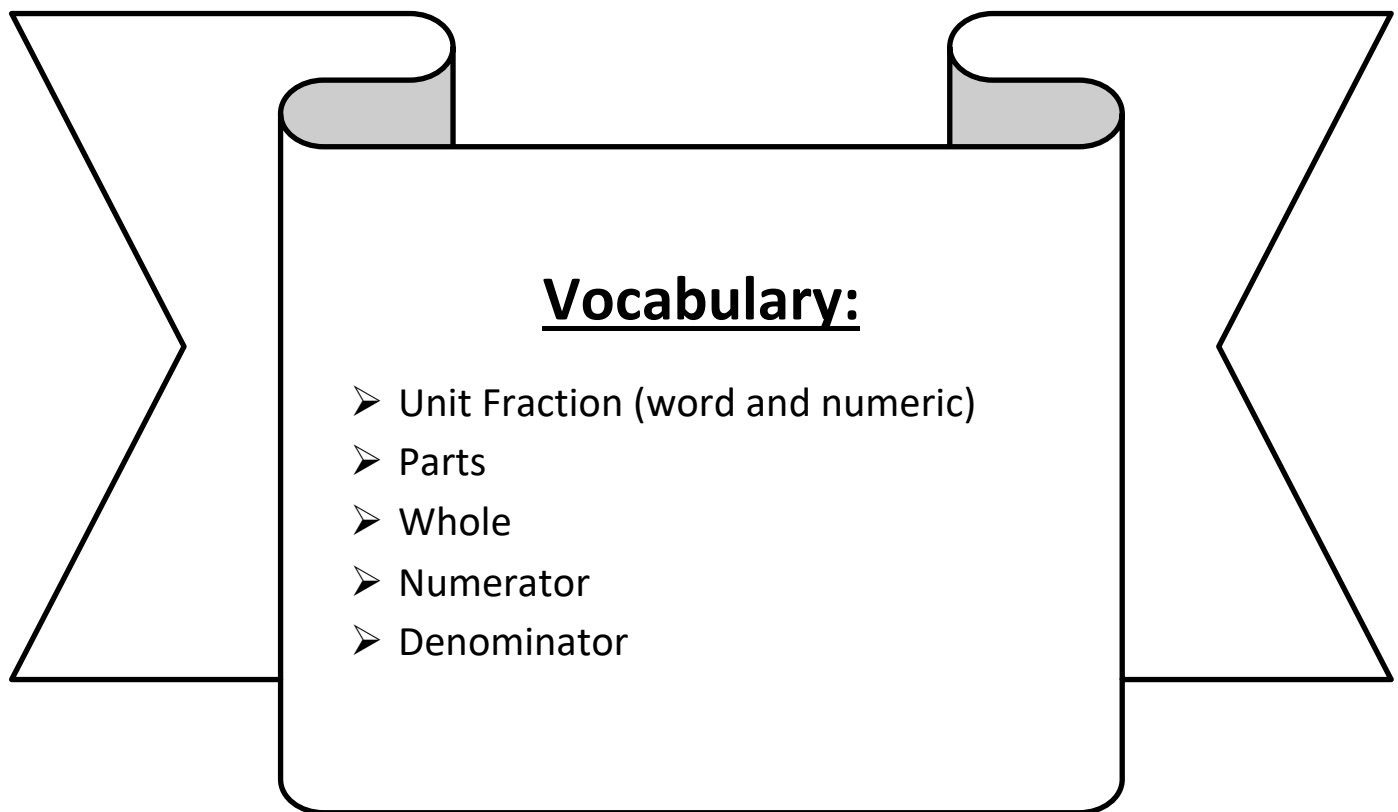 Vocabulary:
➢ Unit Fraction (word and numeric)
➢ Parts
➢ Whole
➢ Numerator
➢ Denominator